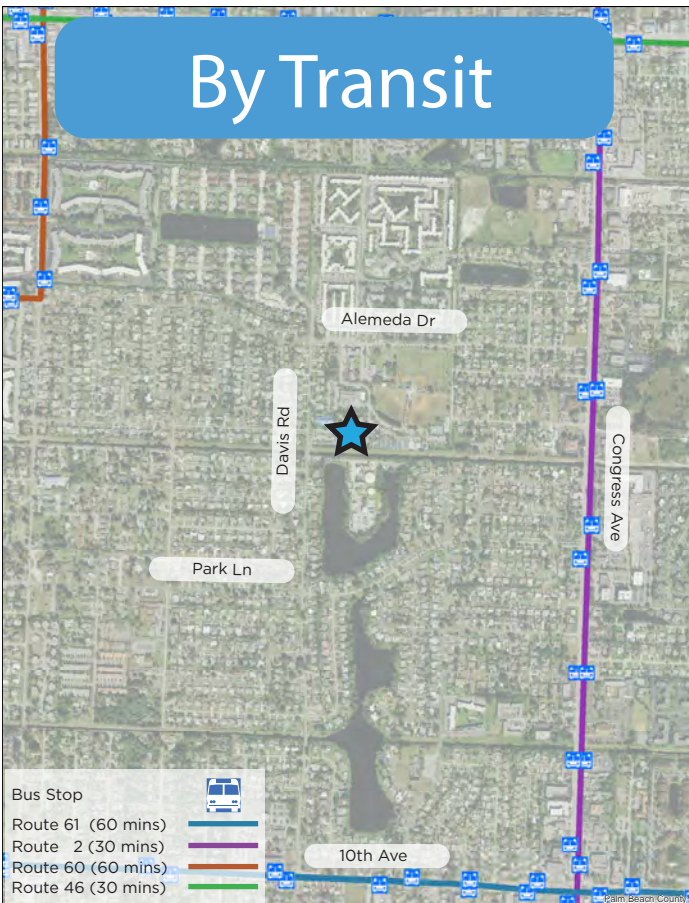 By Transit
Alemeda Dr
Davis Rd
Congress Ave
Park Ln
Bus Stop
Route 61 (60 mins)
Route 2 (30 mins)
Route 60 (60 mins)
Route 46 (30 mins)
10th Ave
Palm Beach County